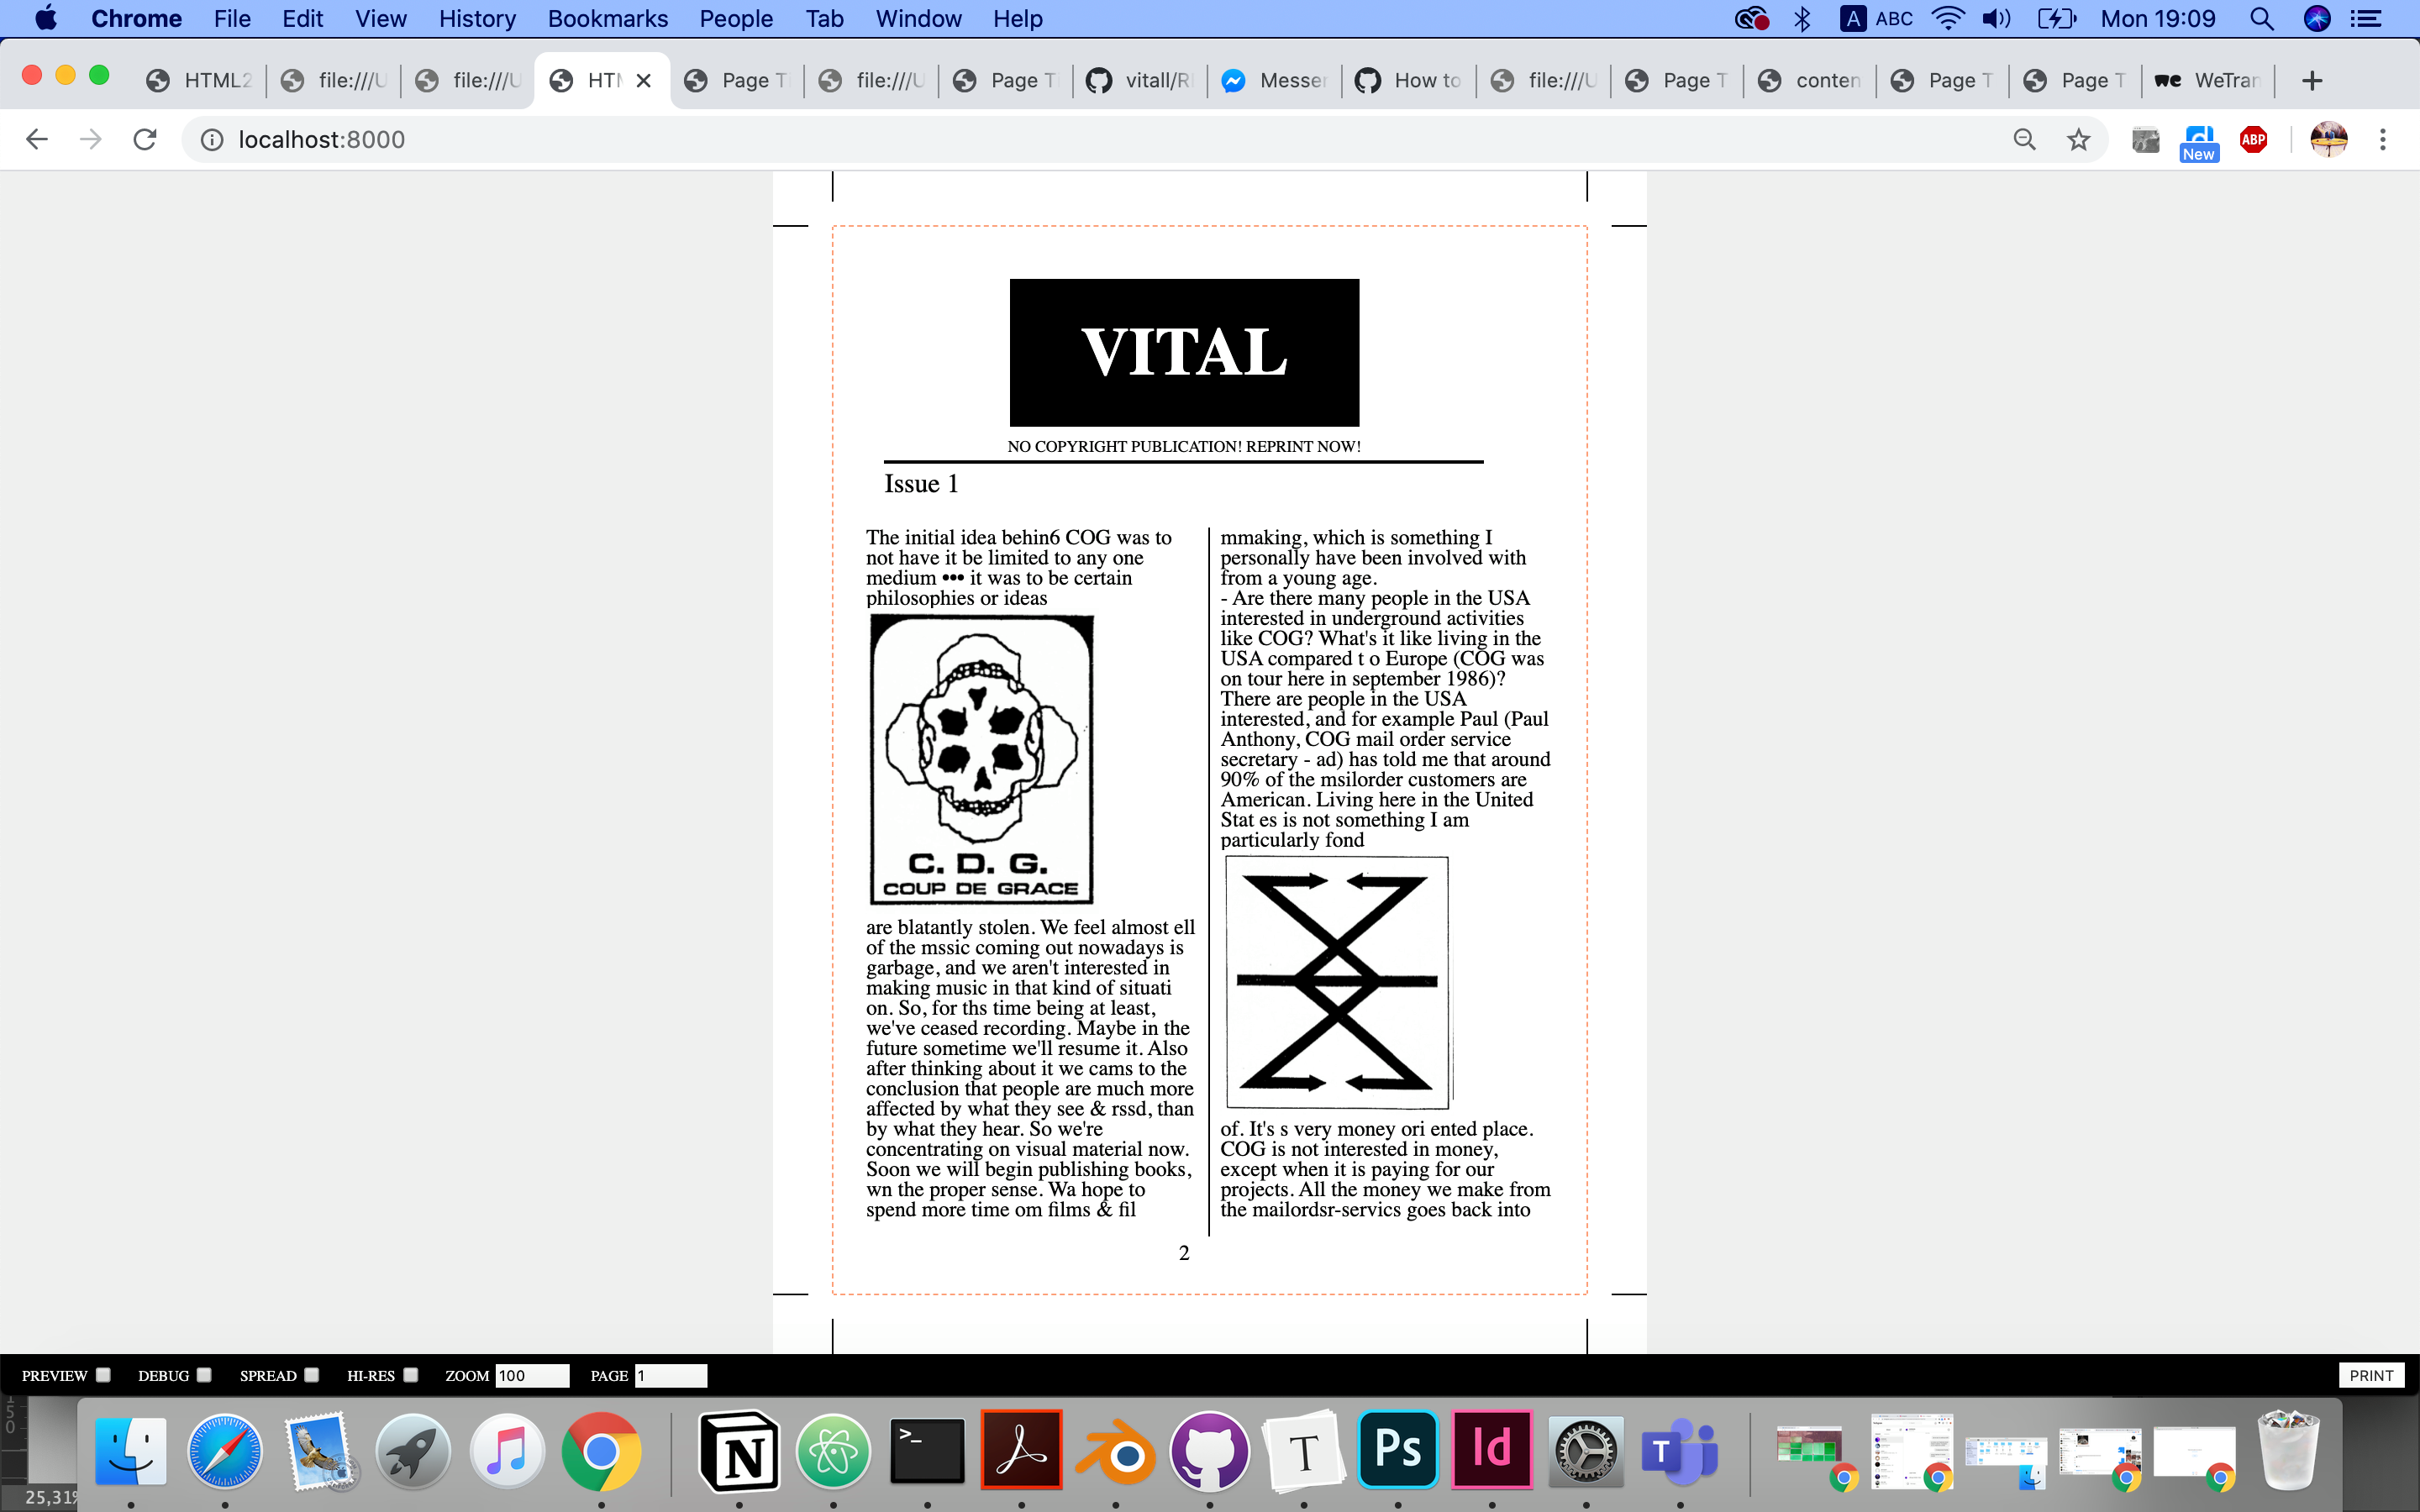 Chrome File Edit View History Bookmarks People Tab Window Help
A ABC Mon 19:09
HTML2 file:///U file:///U HTM Page Ti file:///U Page Ti vitall/RI Messer How to file:///U Page T conten Page T Page T we WeTran
localhost:8000
New ABP
VITAL
NO COPYRIGHT PUBLICATION! REPRINT NOW!
Issue 1
The initial idea behin6 COG was to
not have it be limited to any one
medium ••• it was to be certain
philosophies or ideas
C. D. G.
COUP DE GRACE
are blatantly stolen. We feel almost ell
of the mssic coming out nowadays is
garbage, and we aren't interested in
making music in that kind of situati
on. So, for ths time being at least,
we've ceased recording. Maybe in the
future sometime we'll resume it. Also
after thinking about it we cams to the
conclusion that people are much more
affected by what they see & rssd, than
by what they hear. So we're
concentrating on visual material now.
Soon we will begin publishing books,
wn the proper sense. Wa hope to
spend more time om films & fil
mmaking, which is something I
personally have been involved with
from a young age.
- Are there many people in the USA
interested in underground activities
like COG? What's it like living in the
USA compared t o Europe (COG was
on tour here in september 1986)?
There are people in the USA
interested, and for example Paul (Paul
Anthony, COG mail order service
secretary - ad) has told me that around
90% of the msilorder customers are
American. Living here in the United
Stat es is not something I am
particularly fond
of. It's s very money ori ented place.
COG is not interested in money,
except when it is paying for our
projects. All the money we make from
the mailordsr-servics goes back into
2
PREVIEW DEBUG SPREAD HI-RES ZOOM 100 PAGE 1 PRINT
150
25,31%
N >_ T Ps Id T